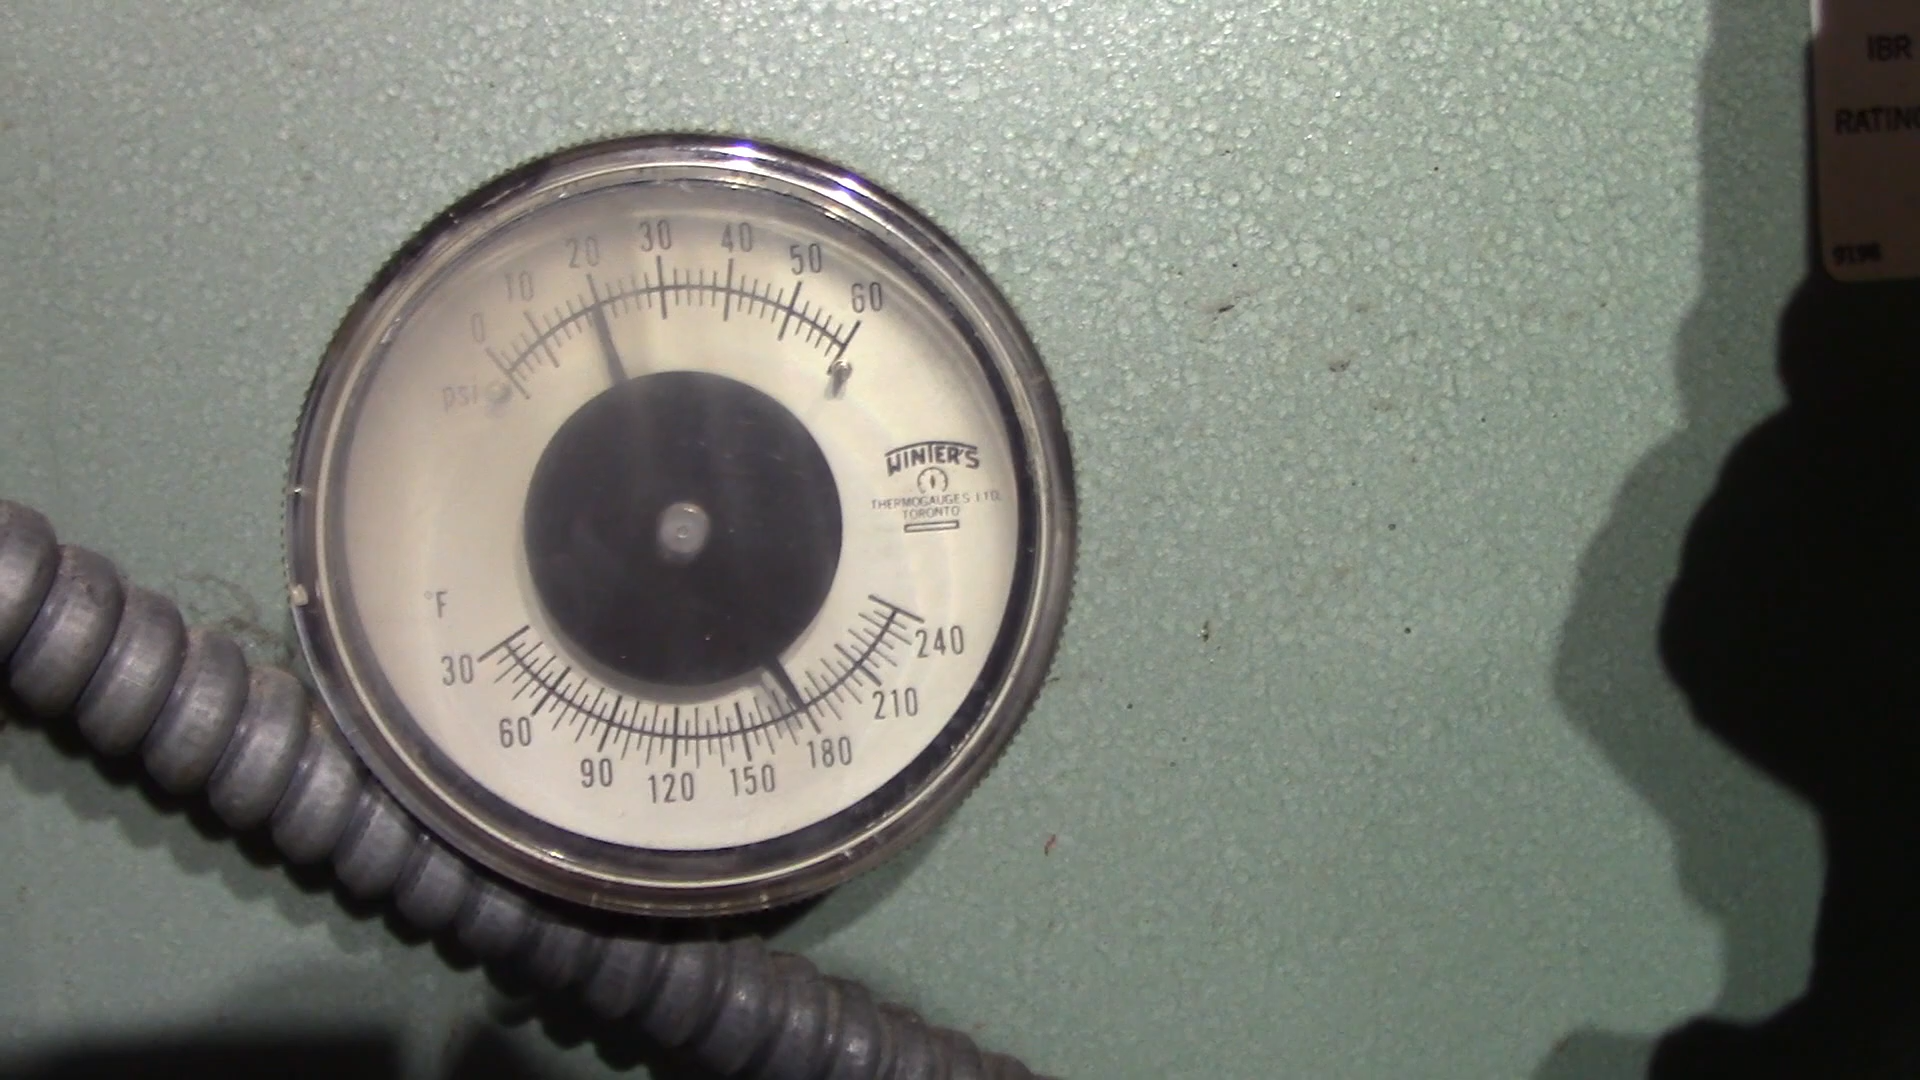 0 10 20 30 40 50 60
psi
WINTER'S
THERMOGAUGES LTD.
TORONTO
°F
30 60 90 120 150 180 210 240
IBR
RATING
9196